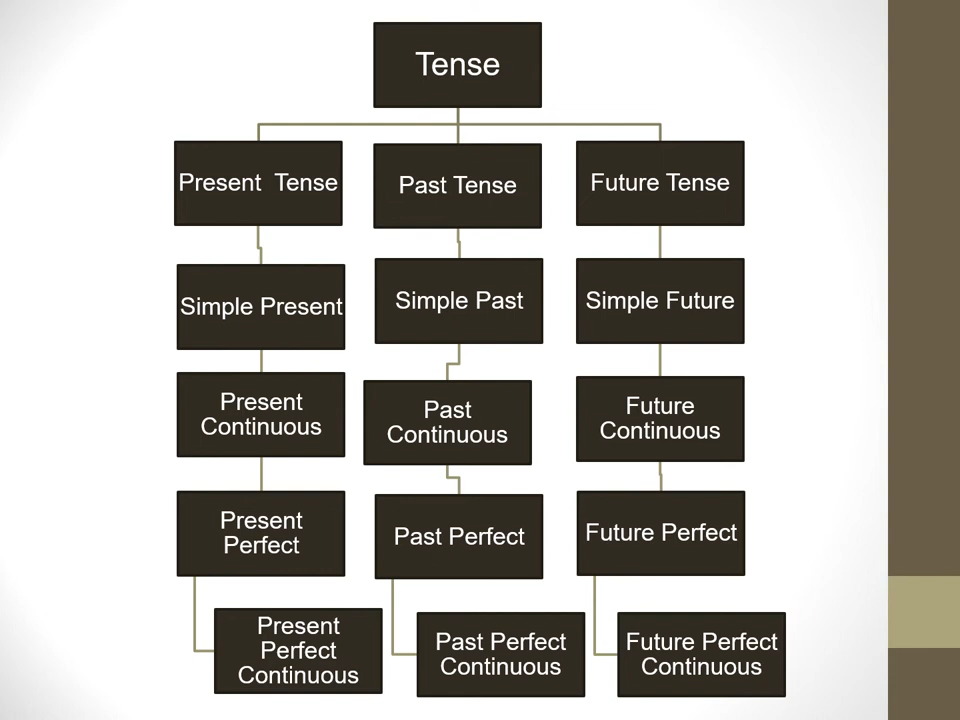 Tense
Present  Tense
Past Tense
Future Tense
Simple Present
Simple Past
Simple Future
Present
Continuous
Past
Continuous
Future
Continuous
Present
Perfect
Past Perfect
Future Perfect
Present
Perfect
Continuous
Past Perfect
Continuous
Future Perfect
Continuous